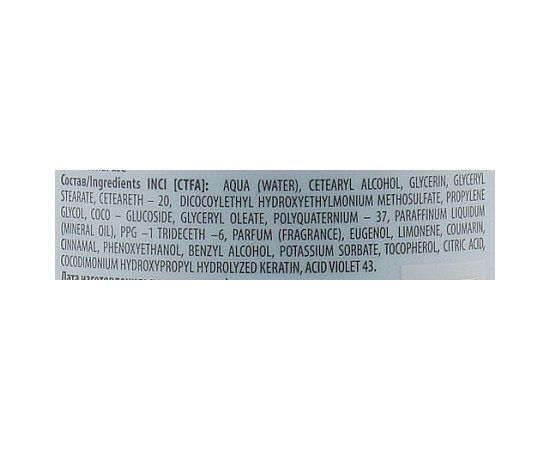 Состав/Ingredients INCI [CTFA]: AQUA (WATER), CETEARYL ALCOHOL, GLYCERIN, GLYCERYL
STEARATE, CETEARETH – 20, DICOCOYLETHYL HYDROXYETHYLMONIUM METHOSULFATE, PROPYLENE
GLYCOL, COCO – GLUCOSIDE, GLYCERYL OLEATE, POLYQUATERNIUM – 37, PARAFFINUM LIQUIDUM
(MINERAL OIL), PPG –1 TRIDECETH –6, PARFUM (FRAGRANCE), EUGENOL, LIMONENE, COUMARIN,
CINNAMAL, PHENOXYETHANOL, BENZYL ALCOHOL, POTASSIUM SORBATE, TOCOPHEROL, CITRIC ACID,
COCODIMONIUM HYDROXYPROPYL HYDROLYZED KERATIN, ACID VIOLET 43.